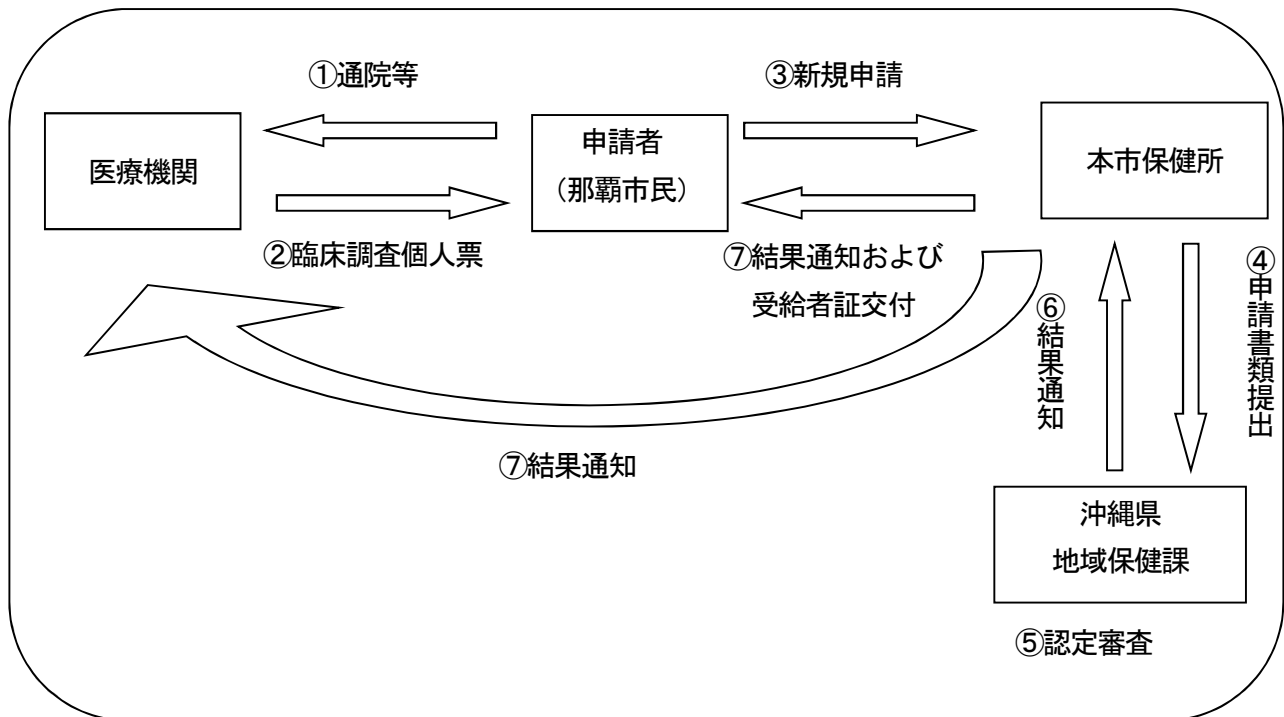 ①通院等
③新規申請
医療機関
申請者
（那覇市民）
本市保健所
②臨床調査個人票
⑦結果通知および
受給者証交付
④申請書類提出
⑥結果通知
⑦結果通知
沖縄県
地域保健課
⑤認定審査